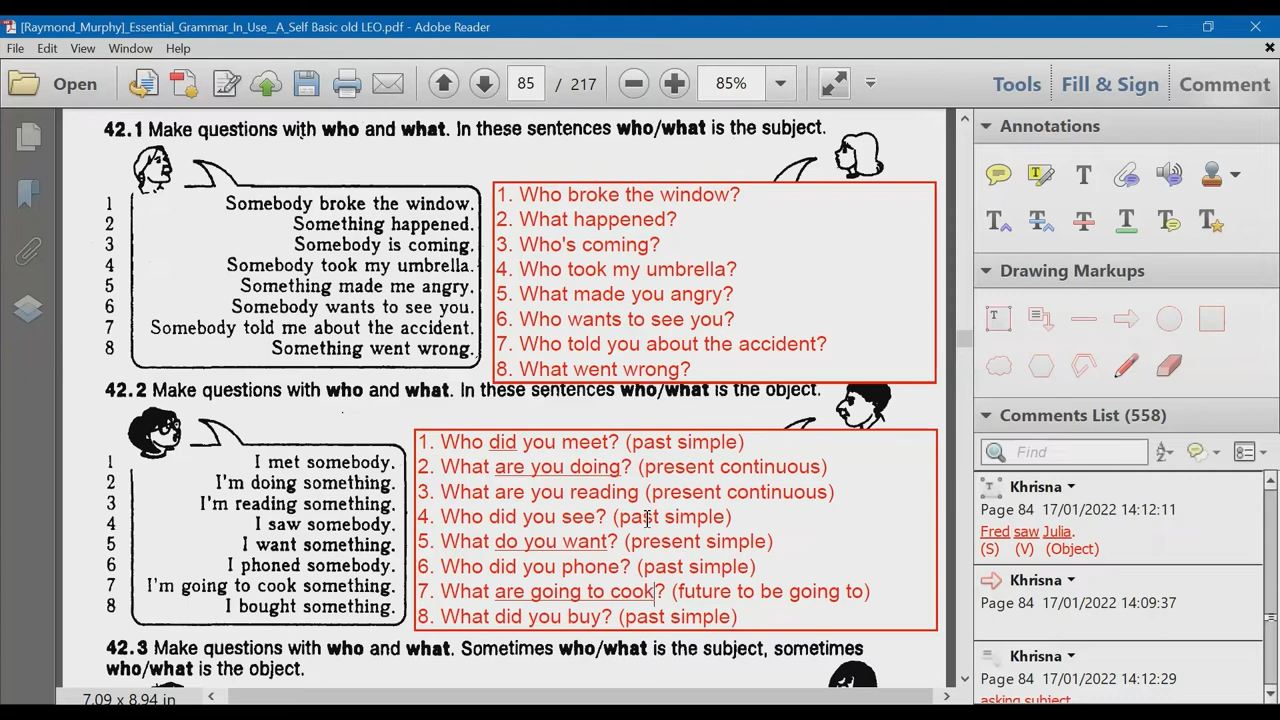 [Raymond_Murphy]_Essential_Grammar_In_Use__A_Self Basic old LEO.pdf - Adobe Reader
File Edit View Window Help
Open 85 / 217 85% Tools Fill & Sign Comment
42.1 Make questions with who and what. In these sentences who/what is the subject.
1 Somebody broke the window.
2 Something happened.
3 Somebody is coming.
4 Somebody took my umbrella.
5 Something made me angry.
6 Somebody wants to see you.
7 Somebody told me about the accident.
8 Something went wrong.
1. Who broke the window?
2. What happened?
3. Who's coming?
4. Who took my umbrella?
5. What made you angry?
6. Who wants to see you?
7. Who told you about the accident?
8. What went wrong?
42.2 Make questions with who and what. In these sentences who/what is the object.
1 I met somebody.
2 I'm doing something.
3 I'm reading something.
4 I saw somebody.
5 I want something.
6 I phoned somebody.
7 I'm going to cook something.
8 I bought something.
1. Who did you meet? (past simple)
2. What are you doing? (present continuous)
3. What are you reading (present continuous)
4. Who did you see? (past simple)
5. What do you want? (present simple)
6. Who did you phone? (past simple)
7. What are going to cook? (future to be going to)
8. What did you buy? (past simple)
42.3 Make questions with who and what. Sometimes who/what is the subject, sometimes
who/what is the object.
7.09 x 8.94 in
Annotations
Drawing Markups
Comments List (558)
Find
Khrisna
Page 84 17/01/2022 14:12:11
Fred saw Julia.
(S) (V) (Object)
Khrisna
Page 84 17/01/2022 14:09:37
Khrisna
Page 84 17/01/2022 14:12:29
asking subject